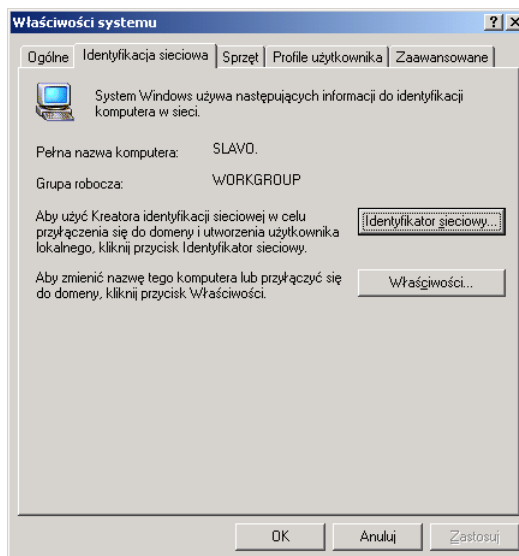 Właściwości systemu
Ogólne Identyfikacja sieciowa Sprzęt Profile użytkownika Zaawansowane
System Windows używa następujących informacji do identyfikacji
komputera w sieci.
Pełna nazwa komputera: SLAVO.
Grupa robocza: WORKGROUP
Aby użyć Kreatora identyfikacji sieciowej w celu
przyłączenia się do domeny i utworzenia użytkownika
lokalnego, kliknij przycisk Identyfikator sieciowy.
Identyfikator sieciowy...
Aby zmienić nazwę tego komputera lub przyłączyć się
do domeny, kliknij przycisk Właściwości.
Właściwości...
OK Anuluj Zastosuj